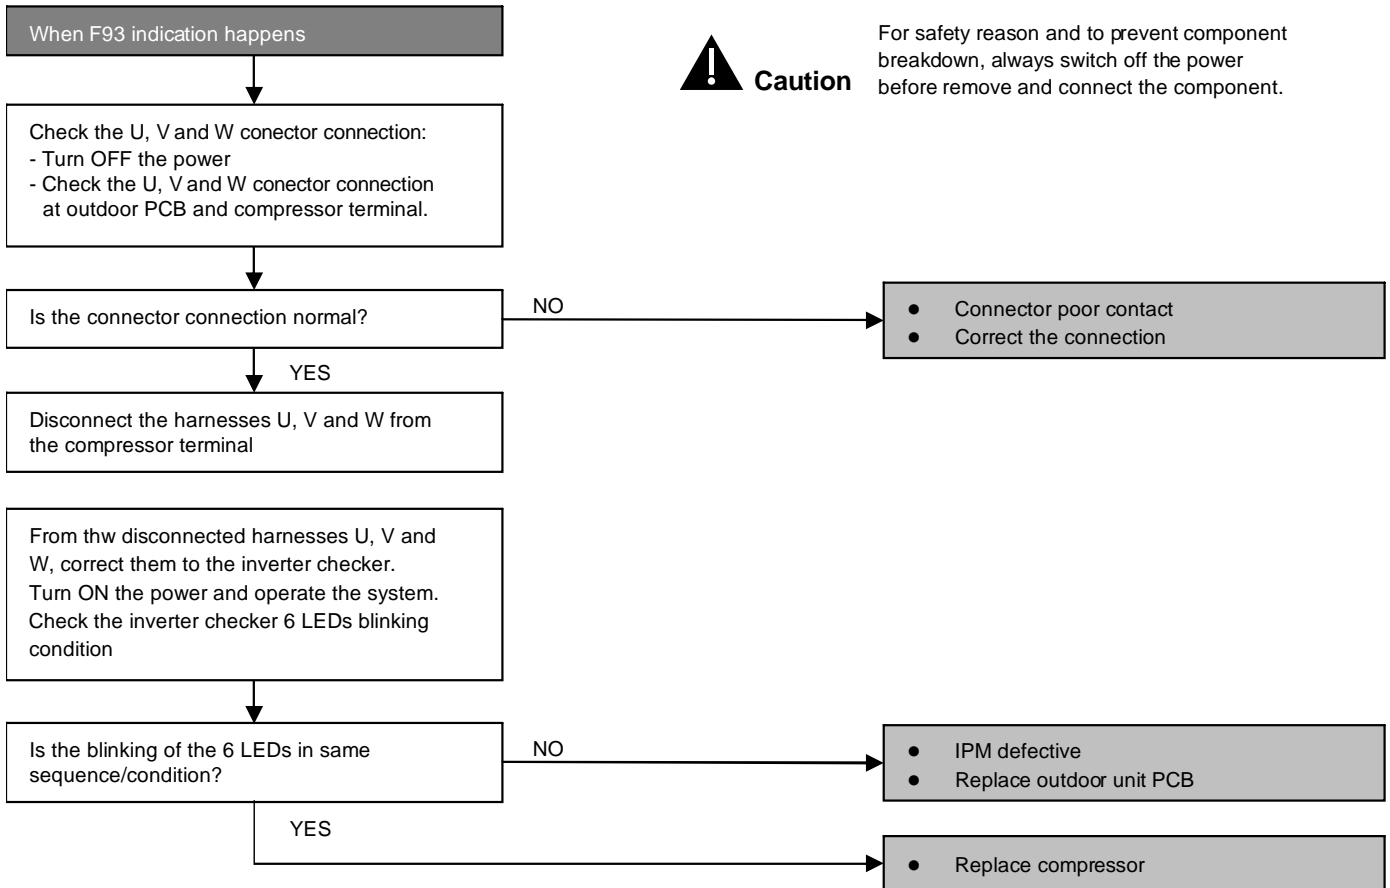 When F93 indication happens
Caution
For safety reason and to prevent component
breakdown, always switch off the power
before remove and connect the component.
Check the U, V and W conector connection:
- Turn OFF the power
- Check the U, V and W conector connection
at outdoor PCB and compressor terminal.
Is the connector connection normal?
NO
● Connector poor contact
● Correct the connection
YES
Disconnect the harnesses U, V and W from
the compressor terminal
From thw disconnected harnesses U, V and
W, correct them to the inverter checker.
Turn ON the power and operate the system.
Check the inverter checker 6 LEDs blinking
condition
Is the blinking of the 6 LEDs in same
sequence/condition?
NO
● IPM defective
● Replace outdoor unit PCB
YES
● Replace compressor